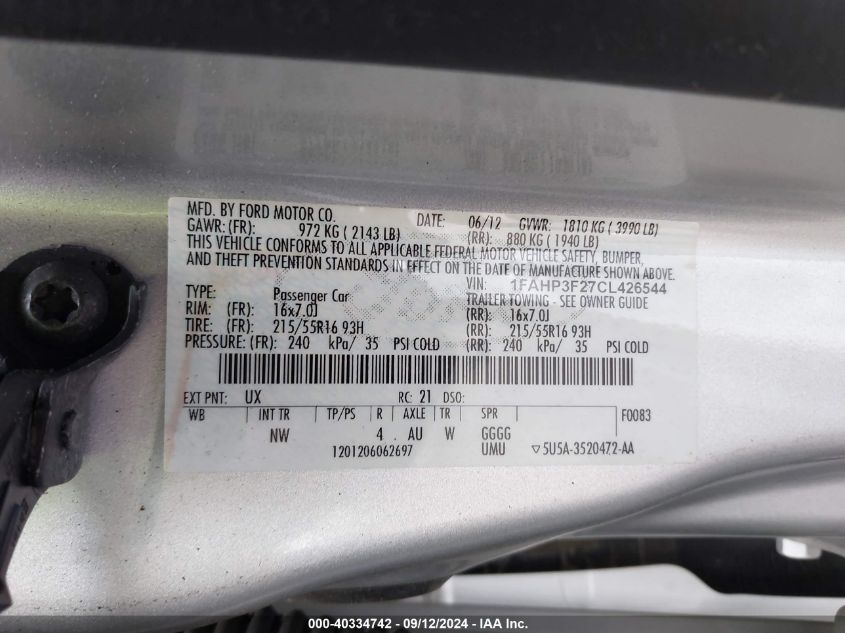 MFD. BY FORD MOTOR CO. DATE: 06/12 GVWR: 1810 KG ( 3990 LB)
GAWR: (FR): 972 KG ( 2143 LB) (RR): 880 KG ( 1940 LB)
THIS VEHICLE CONFORMS TO ALL APPLICABLE FEDERAL MOTOR VEHICLE SAFETY, BUMPER,
AND THEFT PREVENTION STANDARDS IN EFFECT ON THE DATE OF MANUFACTURE SHOWN ABOVE.
VIN: 1FAHP3F27CL426544
TYPE: Passenger Car TRAILER TOWING - SEE OWNER GUIDE
RIM: (FR): 16x7.0J (RR): 16x7.0J
TIRE: (FR): 215/55R16 93H (RR): 215/55R16 93H
PRESSURE: (FR): 240 kPa/ 35 PSI COLD (RR): 240 kPa/ 35 PSI COLD
EXT PNT: UX RC: 21 DSO:
WB INT TR TP/PS R AXLE TR SPR F0083
NW 4 . AU W GGGG
1201206062697 UMU ▽5U5A-3520472-AA
000-40334742 - 09/12/2024 - IAA Inc.